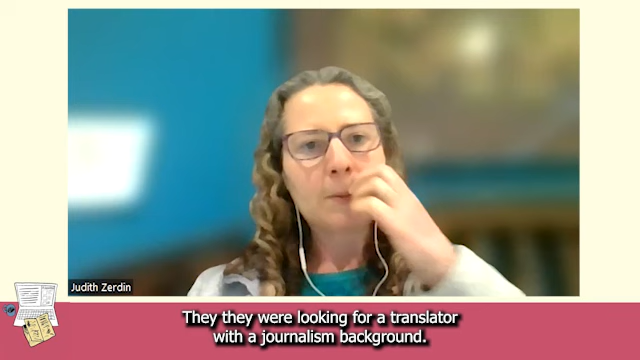 Judith Zerdin
They they were looking for a translator
with a journalism background.